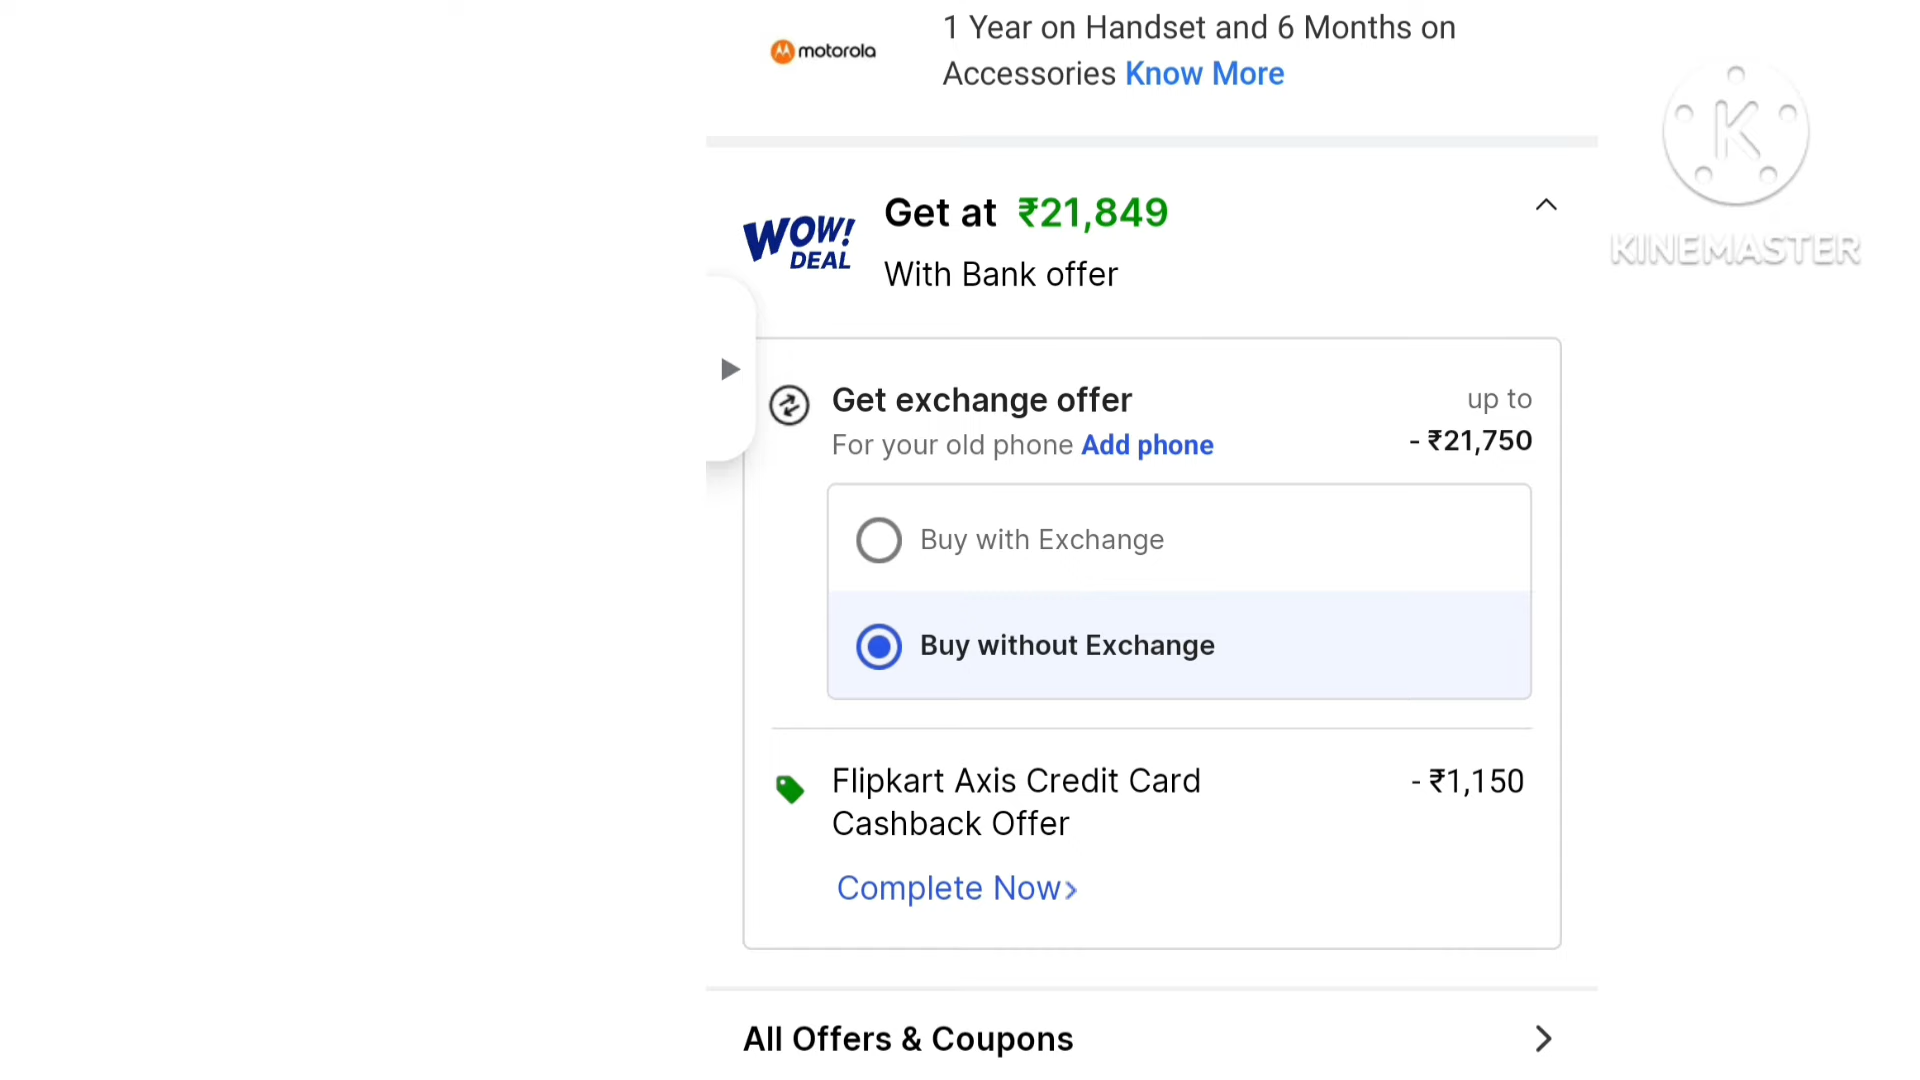 motorola
1 Year on Handset and 6 Months on
Accessories Know More
K
KINEMASTER
WOW!
DEAL
Get at ₹21,849
With Bank offer
Get exchange offer
up to
For your old phone Add phone
- ₹21,750
Buy with Exchange
Buy without Exchange
Flipkart Axis Credit Card
- ₹1,150
Cashback Offer
Complete Now>
All Offers & Coupons